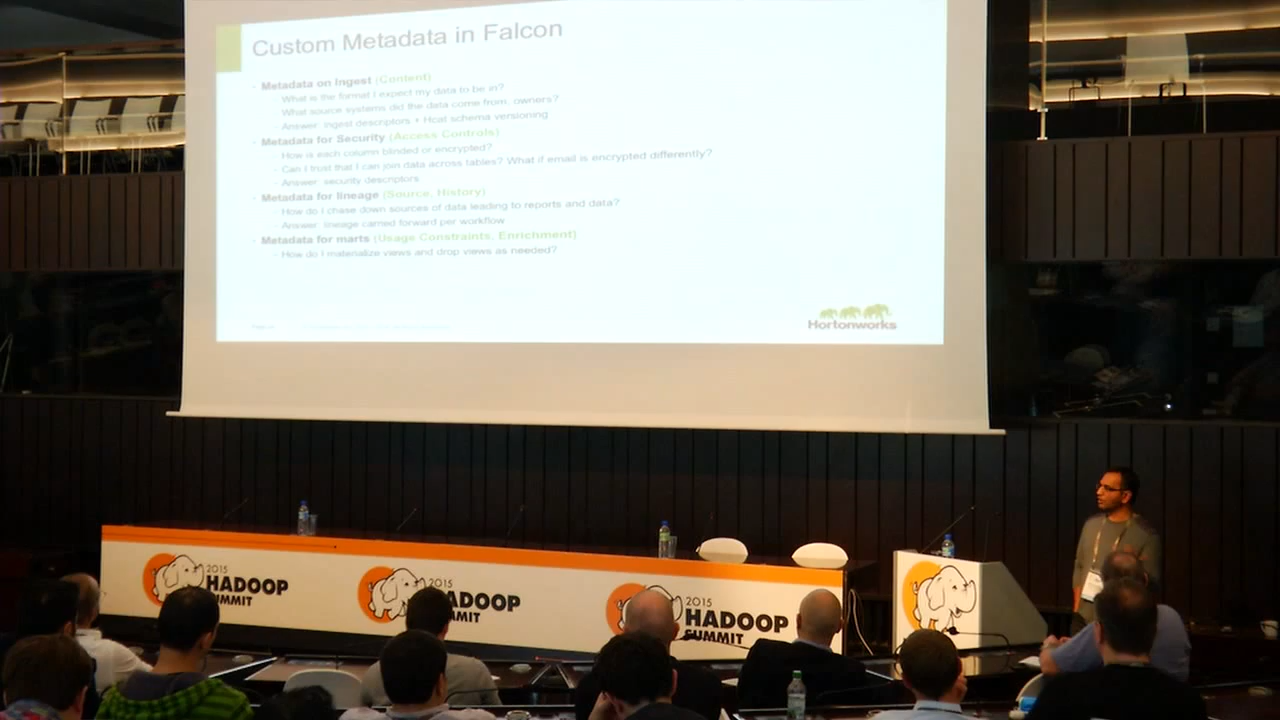 Custom Metadata in Falcon
- Metadata on Ingest (Content)
- What is the format I expect my data to be in?
- What source systems did the data come from, owners?
- Answer: ingest descriptors + Hcat schema versioning
- Metadata for Security (Access Controls)
- How is each column blinded or encrypted?
- Can I trust that I can join data across tables? What if email is encrypted differently?
- Answer: security descriptors
- Metadata for lineage (Source, History)
- How do I chase down sources of data leading to reports and data?
- Answer: lineage carried forward per workflow
- Metadata for marts (Usage Constraints, Enrichment)
- How do I materialize views and drop views as needed?
Hortonworks
2015
HADOOP
SUMMIT
2015
HADOOP
SUMMIT
2015
HADOOP
SUMMIT